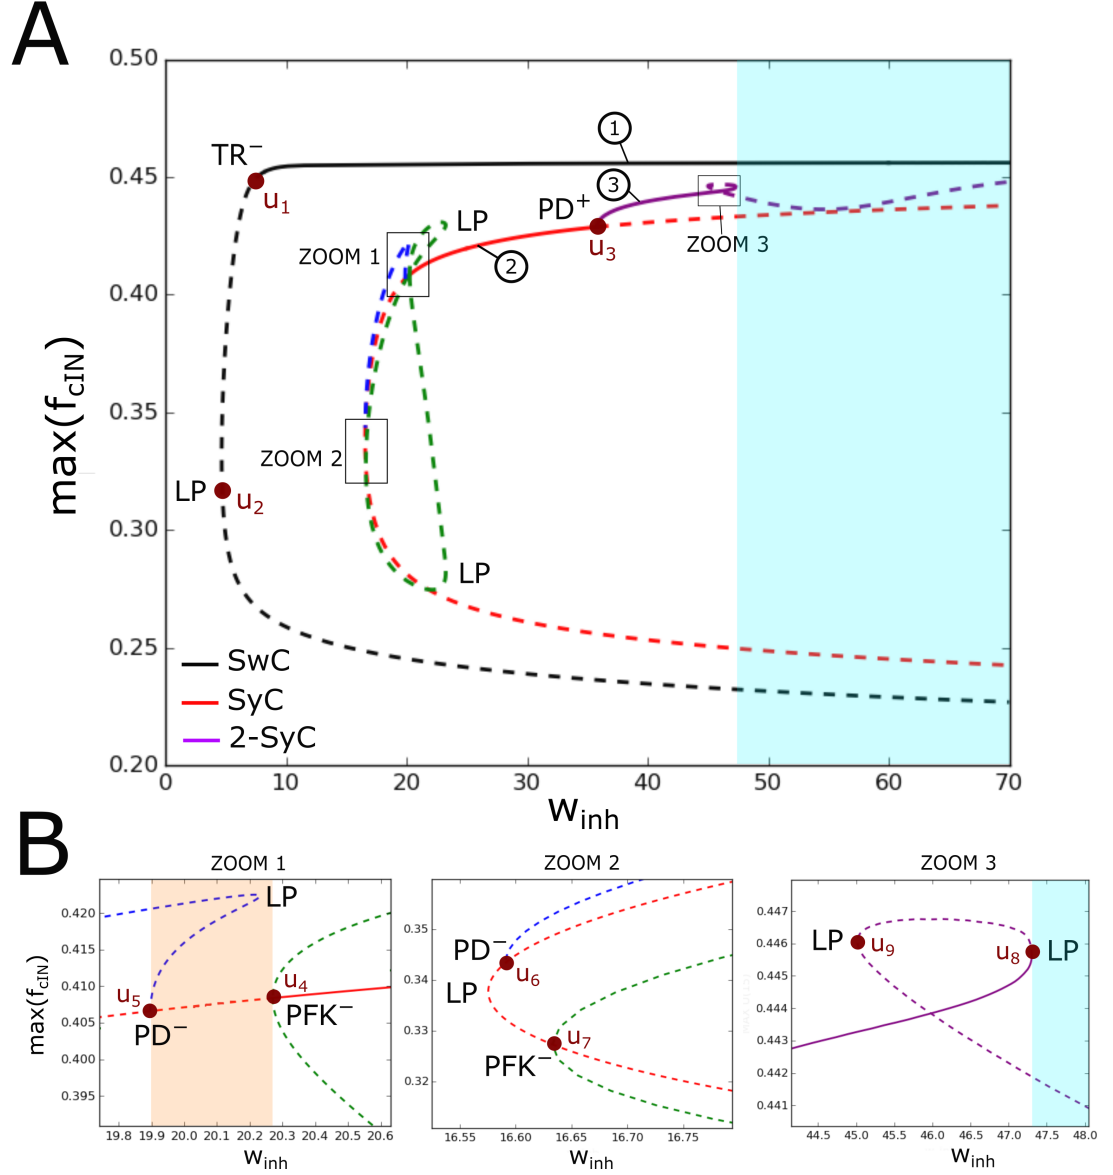 A
0.50
0.45
0.40
0.35
0.30
0.25
0.20
max(f_cIN)
0 10 20 30 40 50 60 70
w_inh
TR⁻
u₁
LP
u₂
ZOOM 1
LP
ZOOM 2
LP
PD⁺
u₃
1
2
3
ZOOM 3
SwC
SyC
2-SyC
B
ZOOM 1
0.420
0.415
0.410
0.405
0.400
0.395
max(f_cIN)
LP
u₅
PD⁻
u₄
PFK⁻
19.8 19.9 20.0 20.1 20.2 20.3 20.4 20.5 20.6
w_inh
ZOOM 2
0.35
0.34
0.33
0.32
PD⁻
u₆
LP
u₇
PFK⁻
16.55 16.60 16.65 16.70 16.75
w_inh
ZOOM 3
0.447
0.446
0.445
0.444
0.443
0.442
0.441
LP
u₉
u₈
LP
44.5 45.0 45.5 46.0 46.5 47.0 47.5 48.0
w_inh